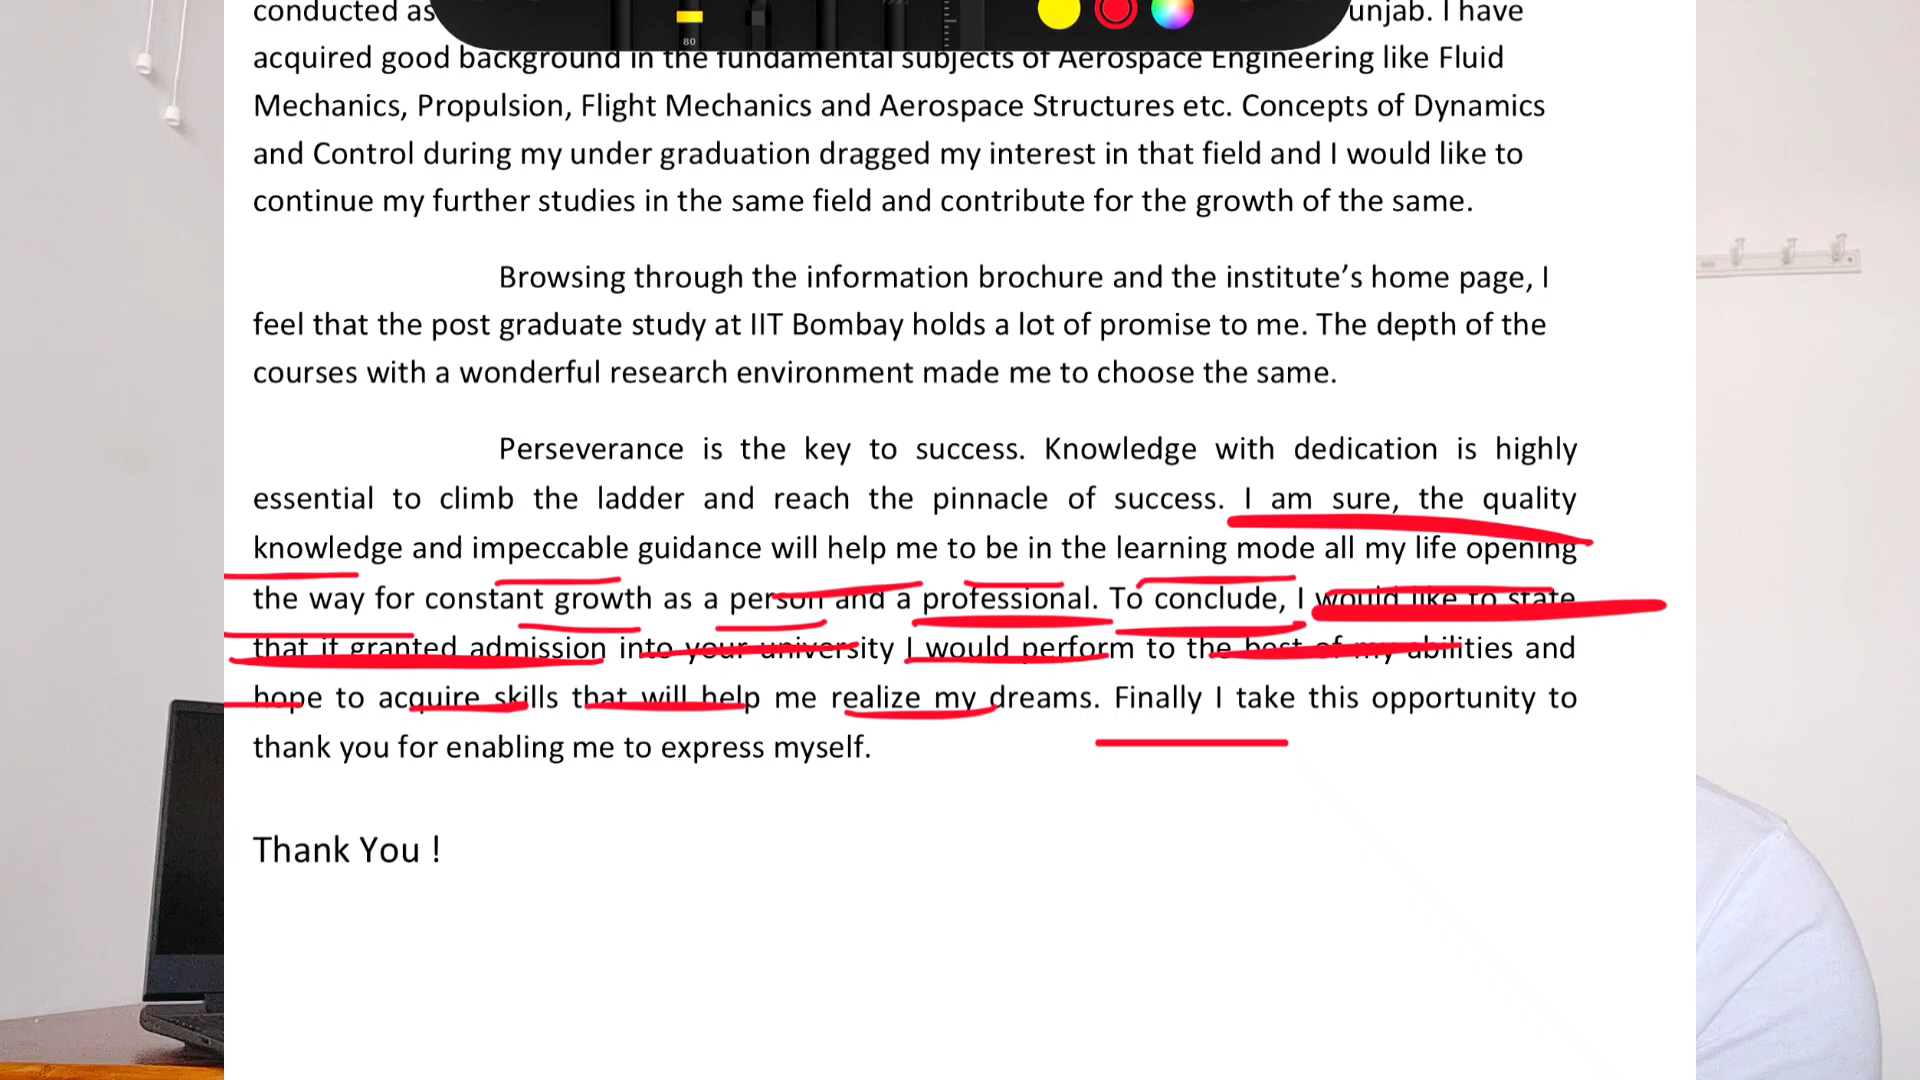 conducted as unjab. I have
acquired good background in the fundamental subjects of Aerospace Engineering like Fluid
Mechanics, Propulsion, Flight Mechanics and Aerospace Structures etc. Concepts of Dynamics
and Control during my under graduation dragged my interest in that field and I would like to
continue my further studies in the same field and contribute for the growth of the same.
Browsing through the information brochure and the institute’s home page, I
feel that the post graduate study at IIT Bombay holds a lot of promise to me. The depth of the
courses with a wonderful research environment made me to choose the same.
Perseverance is the key to success. Knowledge with dedication is highly
essential to climb the ladder and reach the pinnacle of success. I am sure, the quality
knowledge and impeccable guidance will help me to be in the learning mode all my life opening
the way for constant growth as a person and a professional. To conclude, I would like to state
that if granted admission into your university I would perform to the best of my abilities and
hope to acquire skills that will help me realize my dreams. Finally I take this opportunity to
thank you for enabling me to express myself.
Thank You !
80